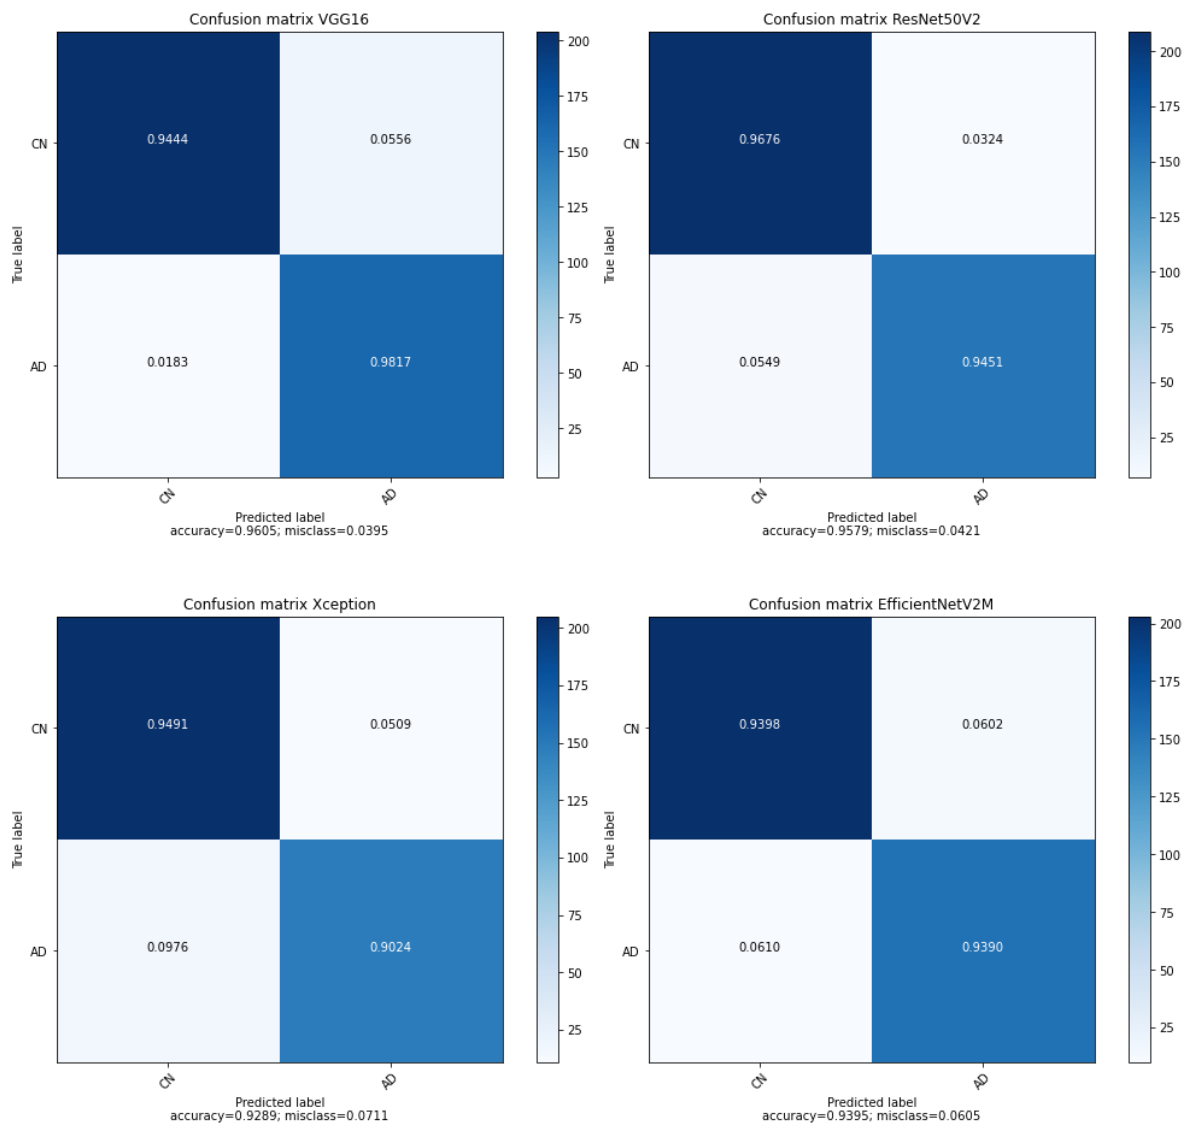 Confusion matrix VGG16
CN
0.9444
0.0556
AD
0.0183
0.9817
True label
CN
AD
Predicted label
accuracy=0.9605; misclass=0.0395
200
175
150
125
100
75
50
25
Confusion matrix ResNet50V2
CN
0.9676
0.0324
AD
0.0549
0.9451
True label
CN
AD
Predicted label
accuracy=0.9579; misclass=0.0421
200
175
150
125
100
75
50
25
Confusion matrix Xception
CN
0.9491
0.0509
AD
0.0976
0.9024
True label
CN
AD
Predicted label
accuracy=0.9289; misclass=0.0711
200
175
150
125
100
75
50
25
Confusion matrix EfficientNetV2M
CN
0.9398
0.0602
AD
0.0610
0.9390
True label
CN
AD
Predicted label
accuracy=0.9395; misclass=0.0605
200
175
150
125
100
75
50
25